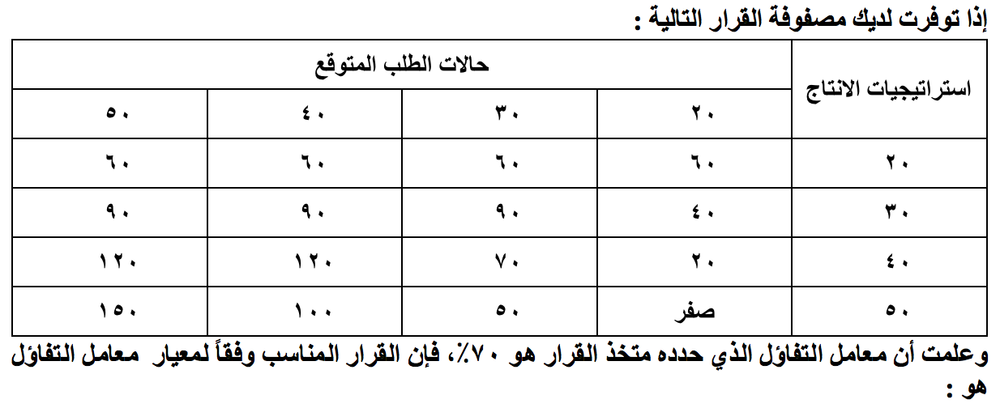 إذا توفرت لديك مصفوفة القرار التالية :
استراتيجيات الانتاج حالات الطلب المتوقع
٢٠ ٣٠ ٤٠ ٥٠
٢٠ ٦٠ ٦٠ ٦٠ ٦٠
٣٠ ٤٠ ٩٠ ٩٠ ٩٠
٤٠ ٢٠ ٧٠ ١٢٠ ١٢٠
٥٠ صفر ٥٠ ١٠٠ ١٥٠
وعلمت أن معامل التفاؤل الذي حدده متخذ القرار هو ٧٠٪، فإن القرار المناسب وفقاً لمعيار معامل التفاؤل
هو :